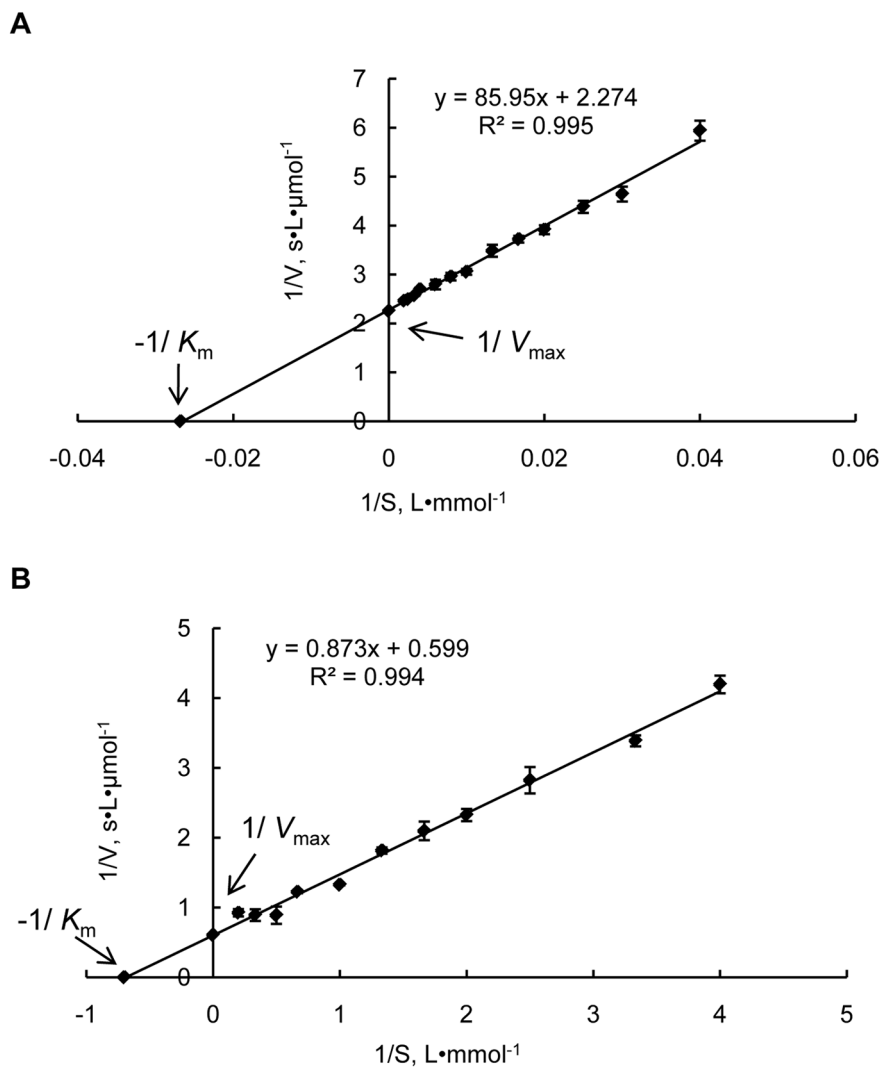 A
7
6
5
4
3
2
1
0
y = 85.95x + 2.274
R² = 0.995
1/V, s•L•µmol⁻¹
-1/ Kₘ
1/ Vₘₐₓ
-0.04 -0.02 0 0.02 0.04 0.06
1/S, L•mmol⁻¹
B
5
4
3
2
1
0
y = 0.873x + 0.599
R² = 0.994
1/V, s•L•µmol⁻¹
1/ Vₘₐₓ
-1/ Kₘ
-1 0 1 2 3 4 5
1/S, L•mmol⁻¹